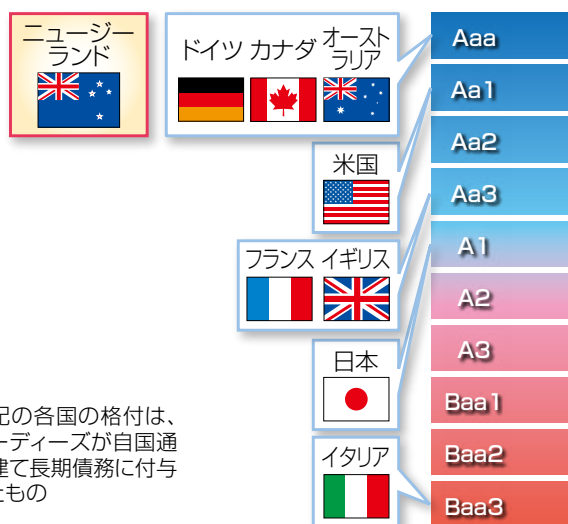 ニュージー
ランド
ドイツ カナダ オースト
ラリア
米国
フランス イギリス
日本
イタリア
Aaa
Aa1
Aa2
Aa3
A1
A2
A3
Baa1
Baa2
Baa3
記の各国の格付は、
ーディーズが自国通
建て長期債務に付与
たもの